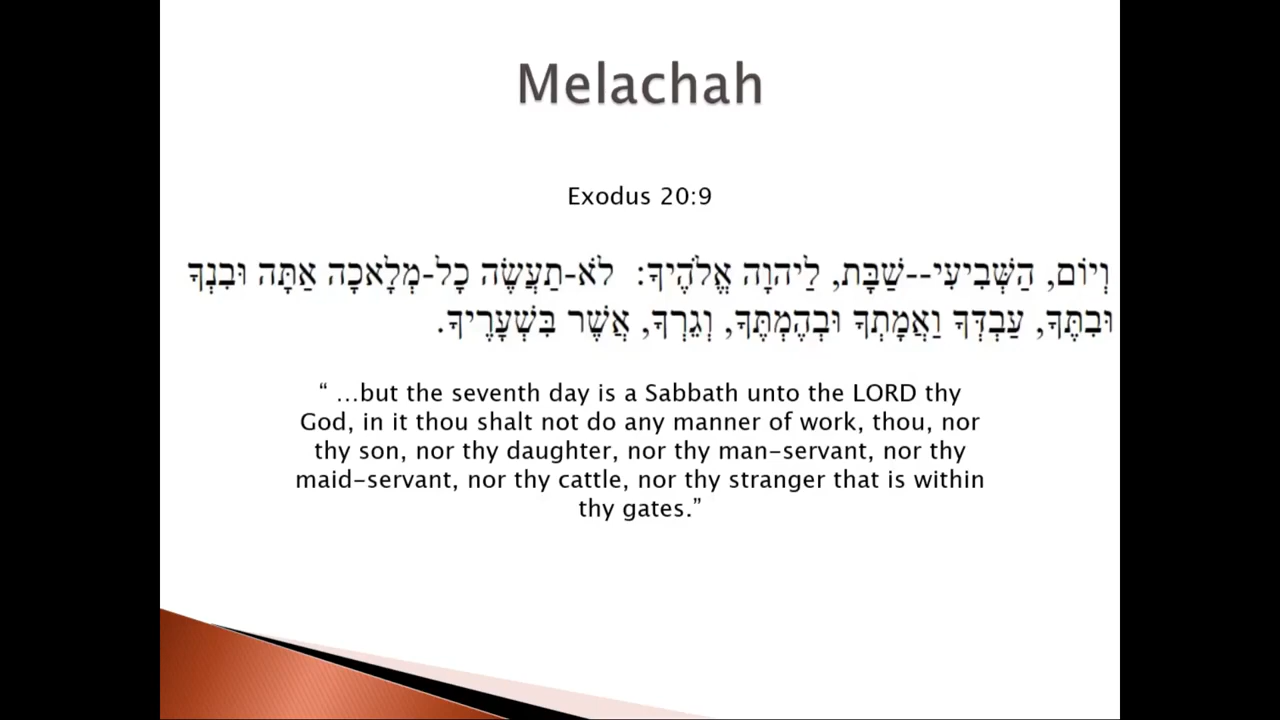 Melachah
Exodus 20:9
וְיוֹם, הַשְּׁבִיעִי--שַׁבָּת, לַיהוָה אֱלֹהֶיךָ: לֹא-תַעֲשֶׂה כָל-מְלָאכָה אַתָּה וּבִנְךָ
וּבִתֶּךָ, עַבְדְּךָ וַאֲמָתְךָ וּבְהֶמְתֶּךָ, וְגֵרְךָ, אֲשֶׁר בִּשְׁעָרֶיךָ.
“ …but the seventh day is a Sabbath unto the LORD thy
God, in it thou shalt not do any manner of work, thou, nor
thy son, nor thy daughter, nor thy man-servant, nor thy
maid-servant, nor thy cattle, nor thy stranger that is within
thy gates.”